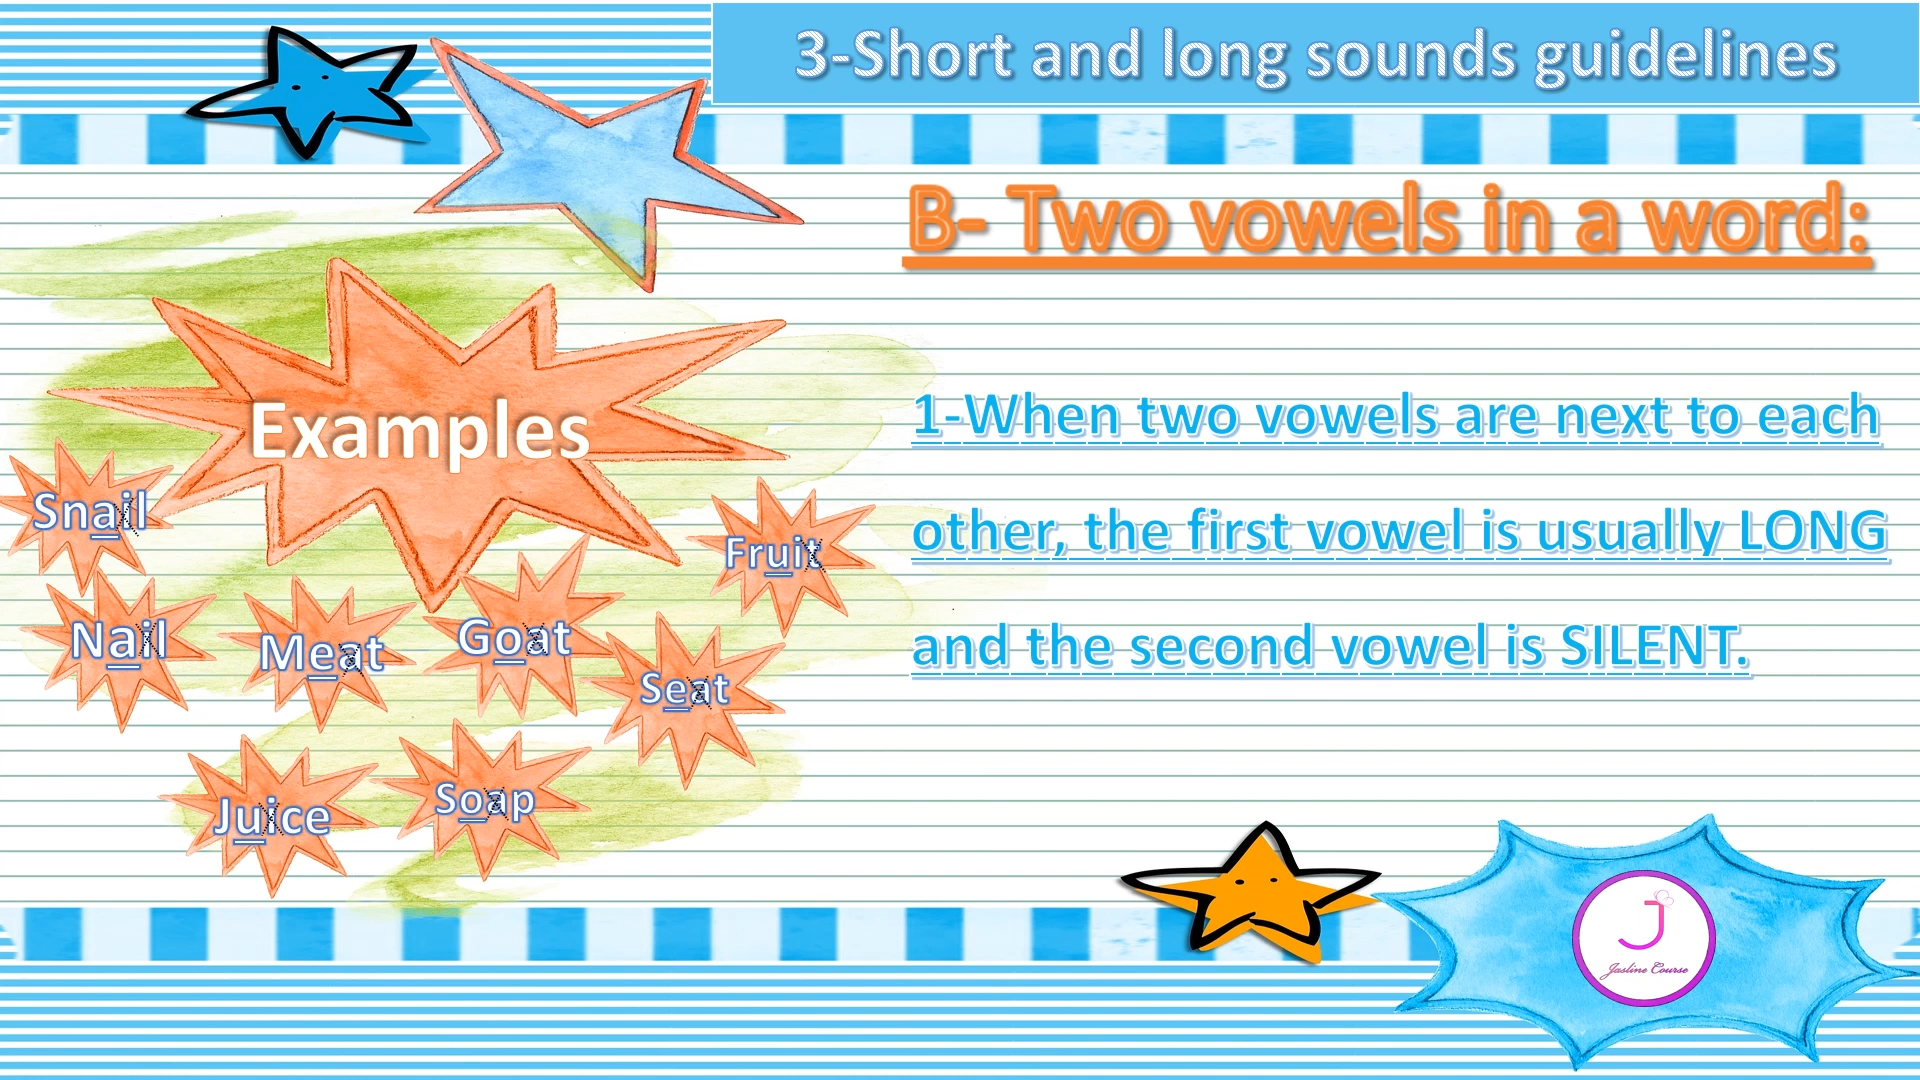 3-Short and long sounds guidelines
B- Two vowels in a word:
1-When two vowels are next to each
other, the first vowel is usually LONG
and the second vowel is SILENT.
Examples
Snail
Fruit
Nail
Meat
Goat
Seat
Juice
Soap
J
Jasline Course